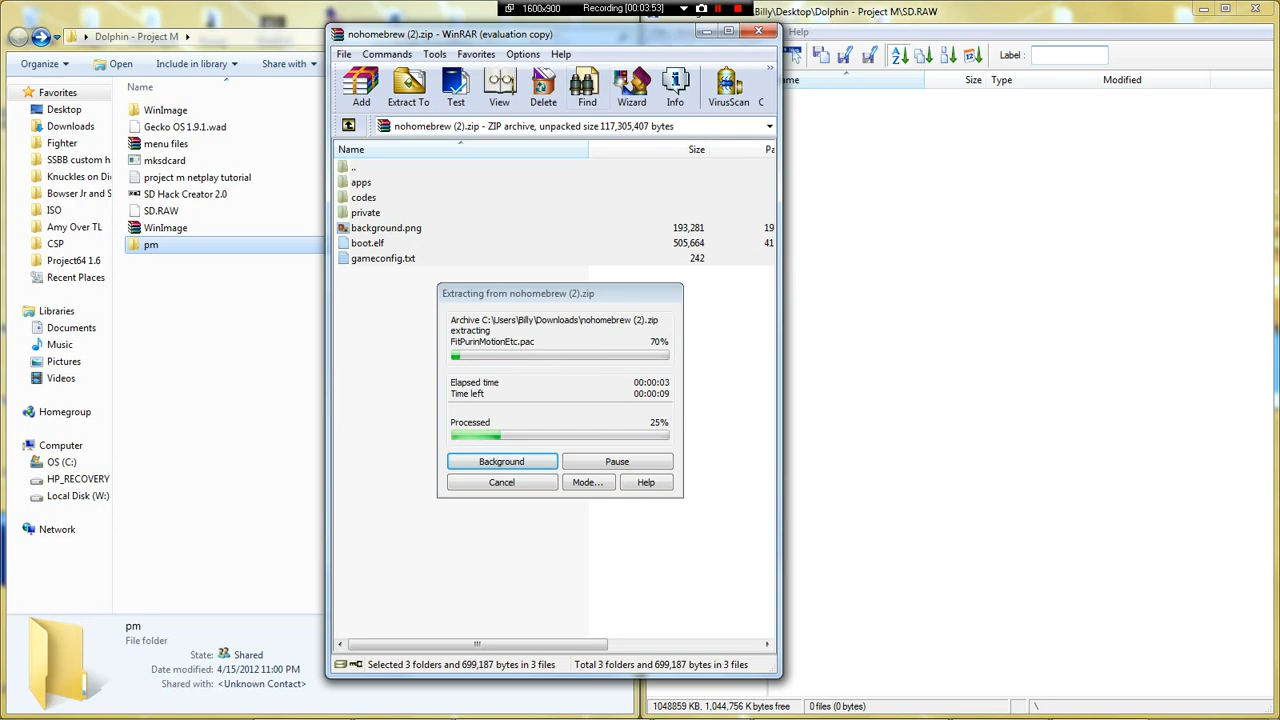 1600x900
Recording [00:03:53]
Billy\Desktop\Dolphin - Project M\SD.RAW
Dolphin - Project M
Organize
Open
Include in library
Share with
Favorites
Desktop
Downloads
Fighter
SSBB custom h
Knuckles on Di
Bowser Jr and S
ISO
Amy Over TL
CSP
Project64 1.6
Recent Places
Libraries
Documents
Music
Pictures
Videos
Homegroup
Computer
OS (C:)
HP_RECOVERY
Local Disk (W:)
Network
Name
WinImage
Gecko OS 1.9.1.wad
menu files
mksdcard
project m netplay tutorial
SD Hack Creator 2.0
SD.RAW
WinImage
pm
pm
File folder
State: Shared
Date modified: 4/15/2012 11:00 PM
Shared with: <Unknown Contact>
nohomebrew (2).zip - WinRAR (evaluation copy)
File Commands Tools Favorites Options Help
Add Extract To Test View Delete Find Wizard Info VirusScan C
nohomebrew (2).zip - ZIP archive, unpacked size 117,305,407 bytes
Name Size Pa
..
apps
codes
private
background.png 193,281 19
boot.elf 505,664 41
gameconfig.txt 242
Extracting from nohomebrew (2).zip
Archive C:\Users\Billy\Downloads\nohomebrew (2).zip
extracting
FitPurinMotionEtc.pac 70%
Elapsed time 00:00:03
Time left 00:00:09
Processed 25%
Background Pause
Cancel Mode... Help
Selected 3 folders and 699,187 bytes in 3 files Total 3 folders and 699,187 bytes in 3 files
Help
Label :
ame Size Type Modified
1048859 KB, 1,044,756 K bytes free 0 files (0 bytes) \